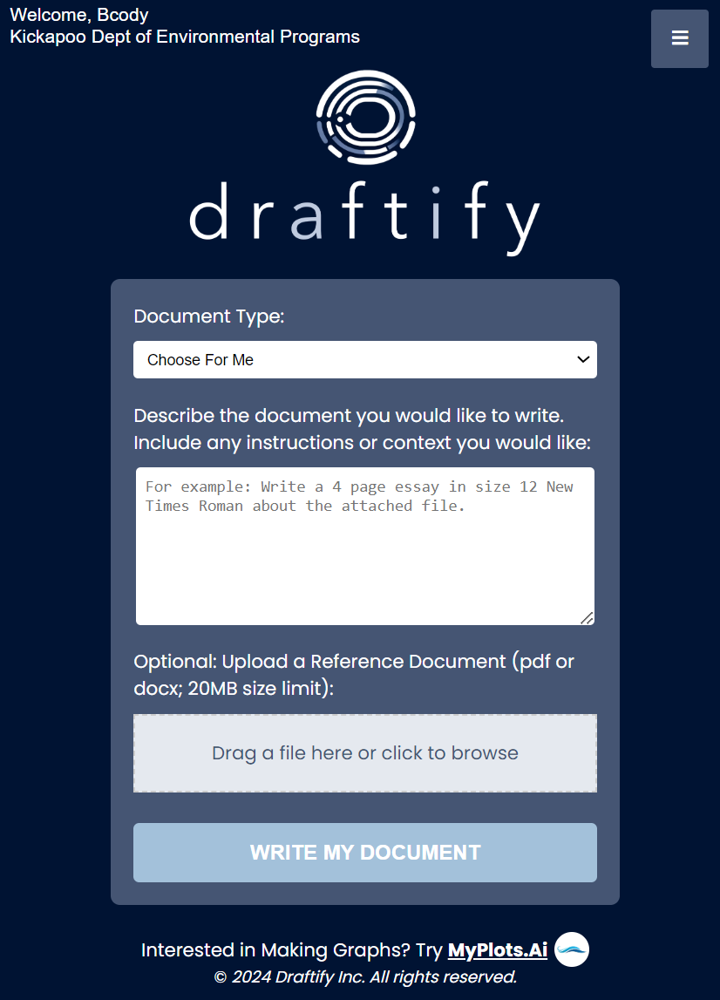 Welcome, Bcody
Kickapoo Dept of Environmental Programs
draftify
Document Type:
Choose For Me
Describe the document you would like to write.
Include any instructions or context you would like:
For example: Write a 4 page essay in size 12 New
Times Roman about the attached file.
Optional: Upload a Reference Document (pdf or
docx; 20MB size limit):
Drag a file here or click to browse
WRITE MY DOCUMENT
Interested in Making Graphs? Try MyPlots.Ai
© 2024 Draftify Inc. All rights reserved.